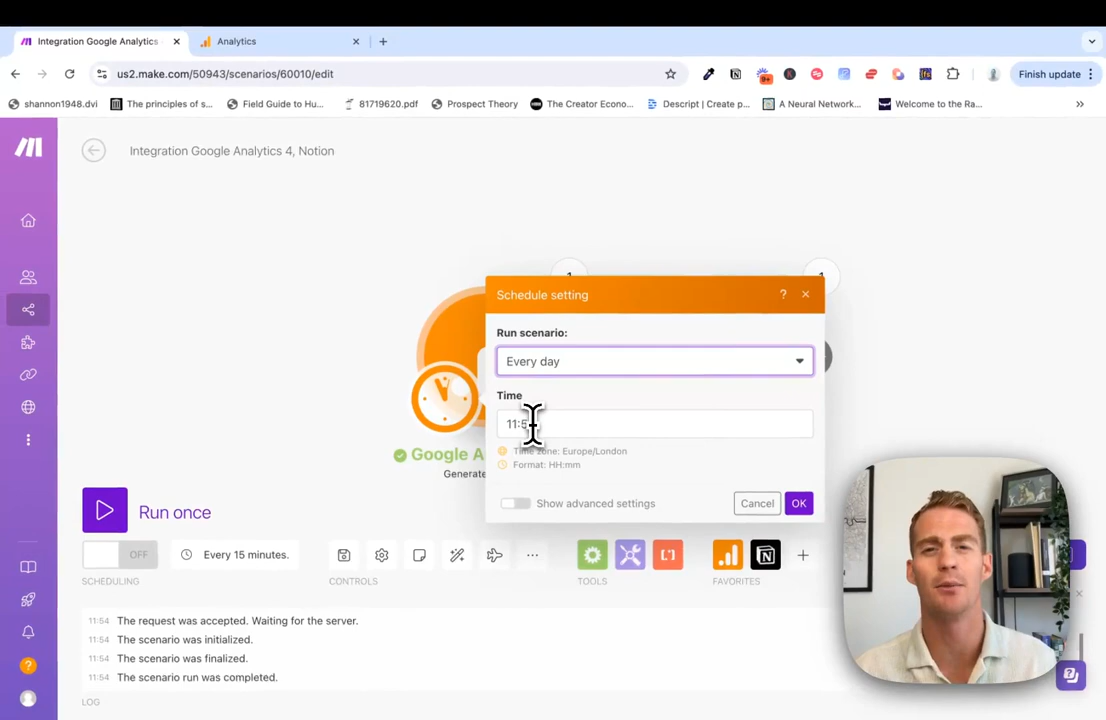 Integration Google Analytics
Analytics
us2.make.com/50943/scenarios/60010/edit
9+
Finish update
shannon1948.dvi
The principles of s...
Field Guide to Hu...
81719620.pdf
Prospect Theory
The Creator Econo...
Descript | Create p...
A Neural Network...
Welcome to the Ra...
Integration Google Analytics 4, Notion
1
1
Schedule setting
?
Run scenario:
Every day
Time
11:5
Time zone: Europe/London
Format: HH:mm
Show advanced settings
Cancel
OK
Google A
Generate
Run once
OFF
Every 15 minutes.
SCHEDULING
CONTROLS
TOOLS
FAVORITES
11:54 The request was accepted. Waiting for the server.
11:54 The scenario was initialized.
11:54 The scenario was finalized.
11:54 The scenario run was completed.
LOG